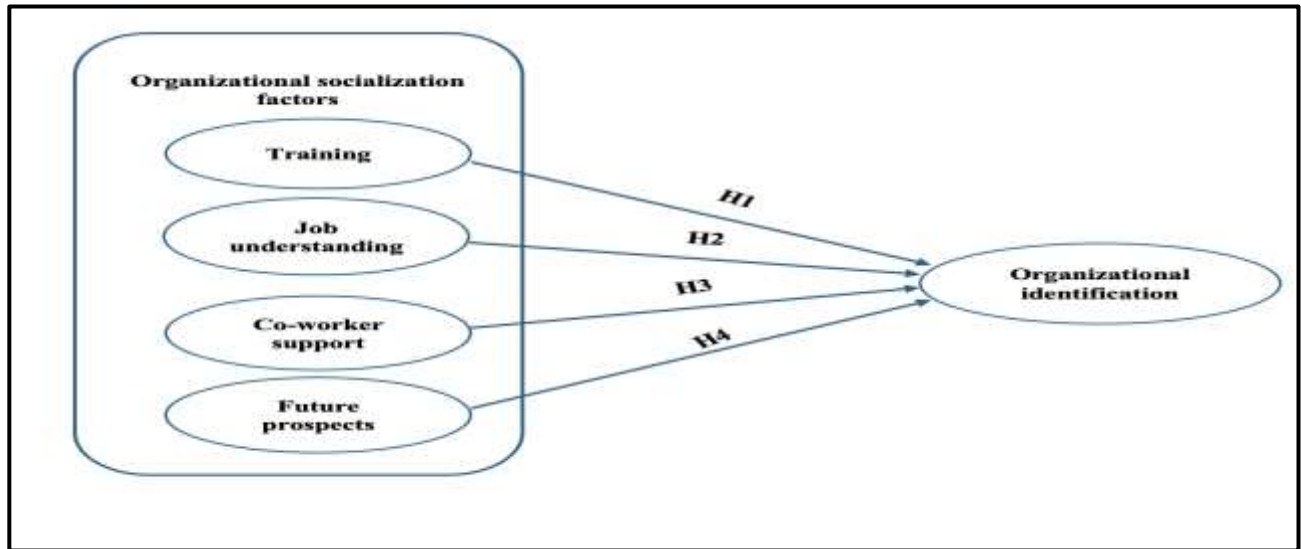 Organizational socialization
factors
Training
Job
understanding
Co-worker
support
Future
prospects
H1
H2
H3
H4
Organizational
identification